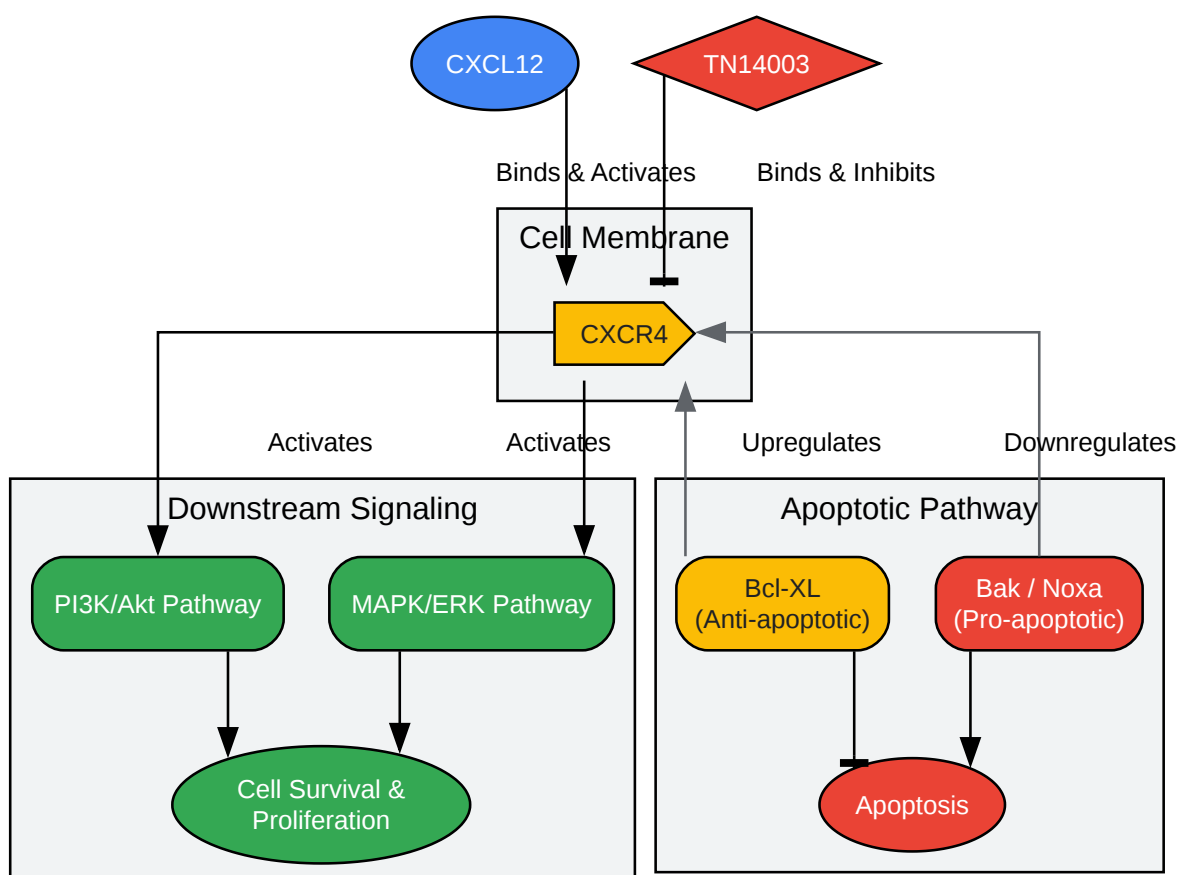 CXCL12
TN14003
Binds & Activates
Binds & Inhibits
Cell Membrane
CXCR4
Activates
Activates
Upregulates
Downregulates
Downstream Signaling
Apoptotic Pathway
PI3K/Akt Pathway
MAPK/ERK Pathway
Bcl-XL
(Anti-apoptotic)
Bak / Noxa
(Pro-apoptotic)
Cell Survival &
Proliferation
Apoptosis